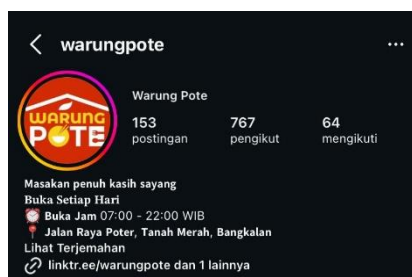 warungpote
WARUNG
POTE
Warung Pote
153 767 64
postingan pengikut mengikuti
Masakan penuh kasih sayang
Buka Setiap Hari
⏰ Buka Jam 07:00 - 22:00 WIB
📍 Jalan Raya Poter, Tanah Merah, Bangkalan
Lihat Terjemahan
linktr.ee/warungpote dan 1 lainnya